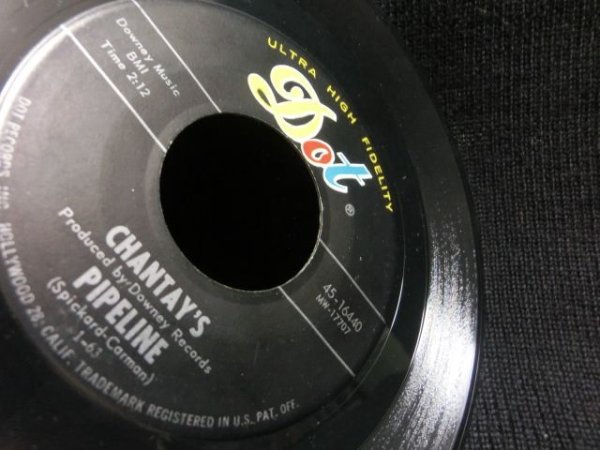 ULTRA HIGH FIDELITY
Dot
®
Downey Music
BMI
Time 2:12
45-16440
MW-17707
CHANTAY'S
Produced by Downey Records
PIPELINE
(Spickard-Carman)
1-63
DOT RECORDS, INC. HOLLYWOOD 28, CALIF. TRADEMARK REGISTERED IN U.S. PAT. OFF.